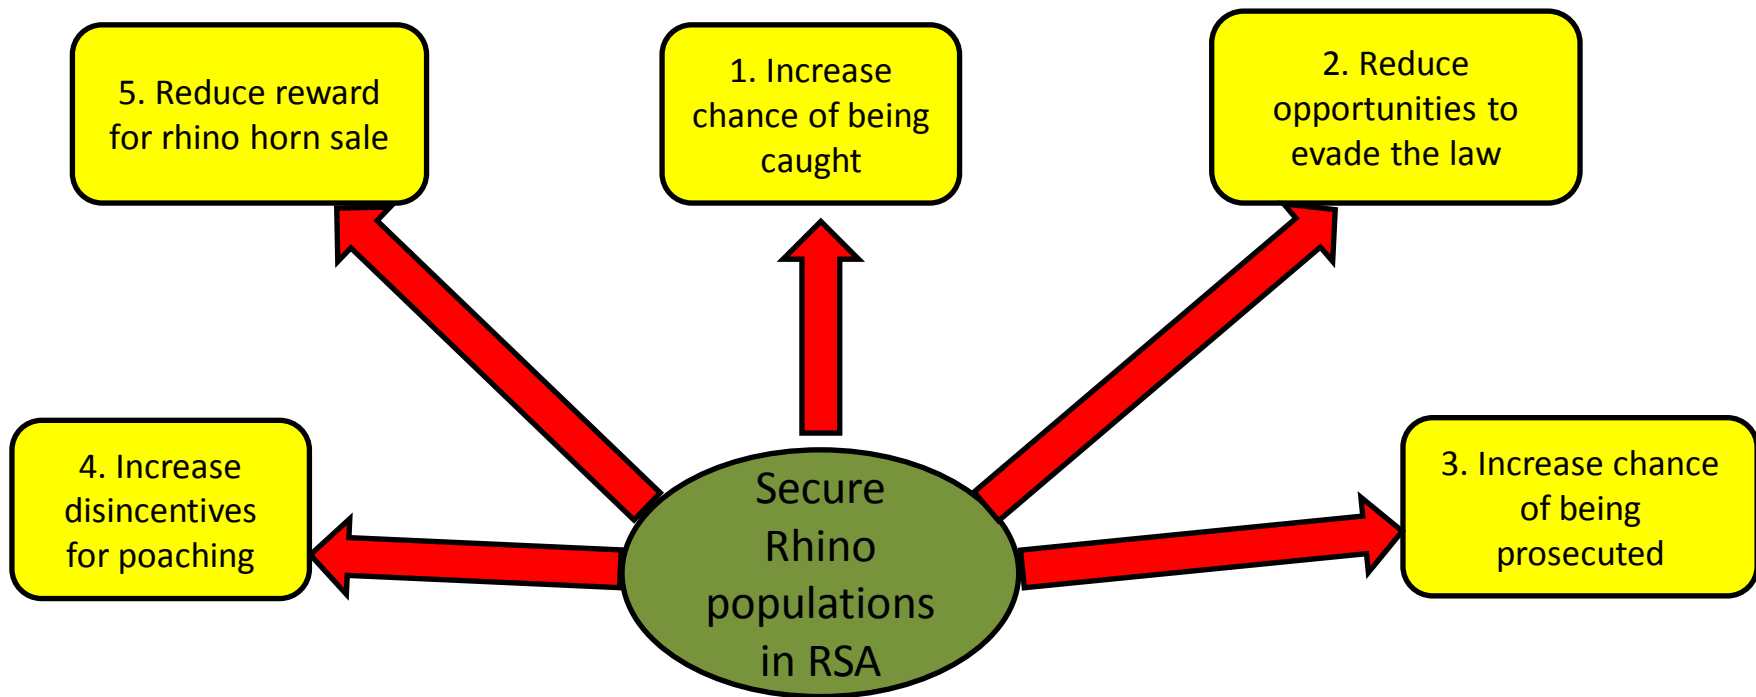 5. Reduce reward
for rhino horn sale
1. Increase
chance of being
caught
2. Reduce
opportunities to
evade the law
4. Increase
disincentives
for poaching
Secure
Rhino
populations
in RSA
3. Increase chance
of being
prosecuted